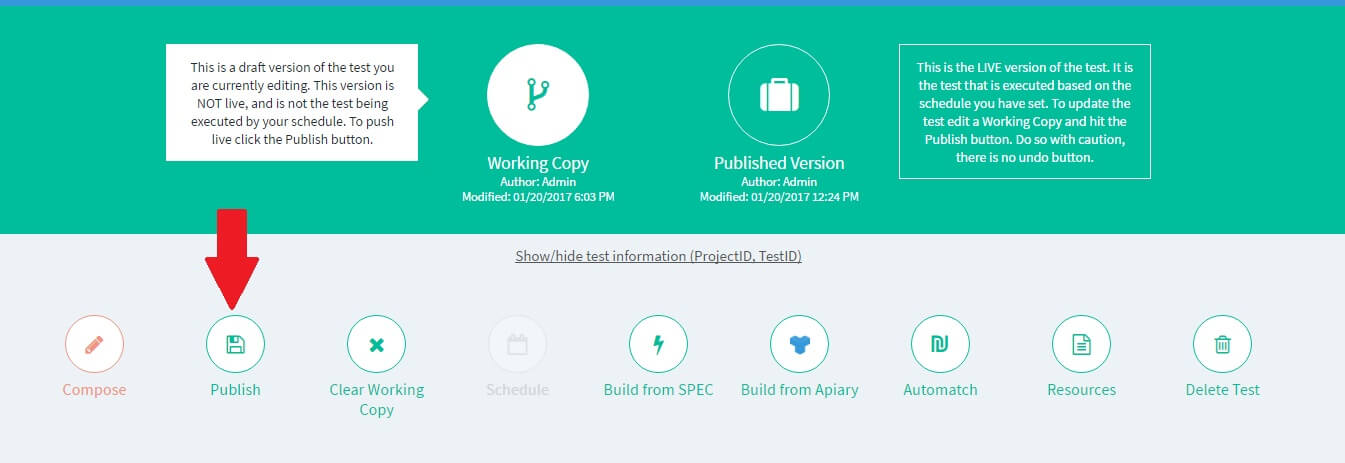 This is a draft version of the test you
are currently editing. This version is
NOT live, and is not the test being
executed by your schedule. To push
live click the Publish button.
Working Copy
Author: Admin
Modified: 01/20/2017 6:03 PM
Published Version
Author: Admin
Modified: 01/20/2017 12:24 PM
This is the LIVE version of the test. It is
the test that is executed based on the
schedule you have set. To update the
test edit a Working Copy and hit the
Publish button. Do so with caution,
there is no undo button.
Show/hide test information (ProjectID, TestID)
Compose
Publish
Clear Working
Copy
Schedule
Build from SPEC
Build from Apiary
Automatch
Resources
Delete Test